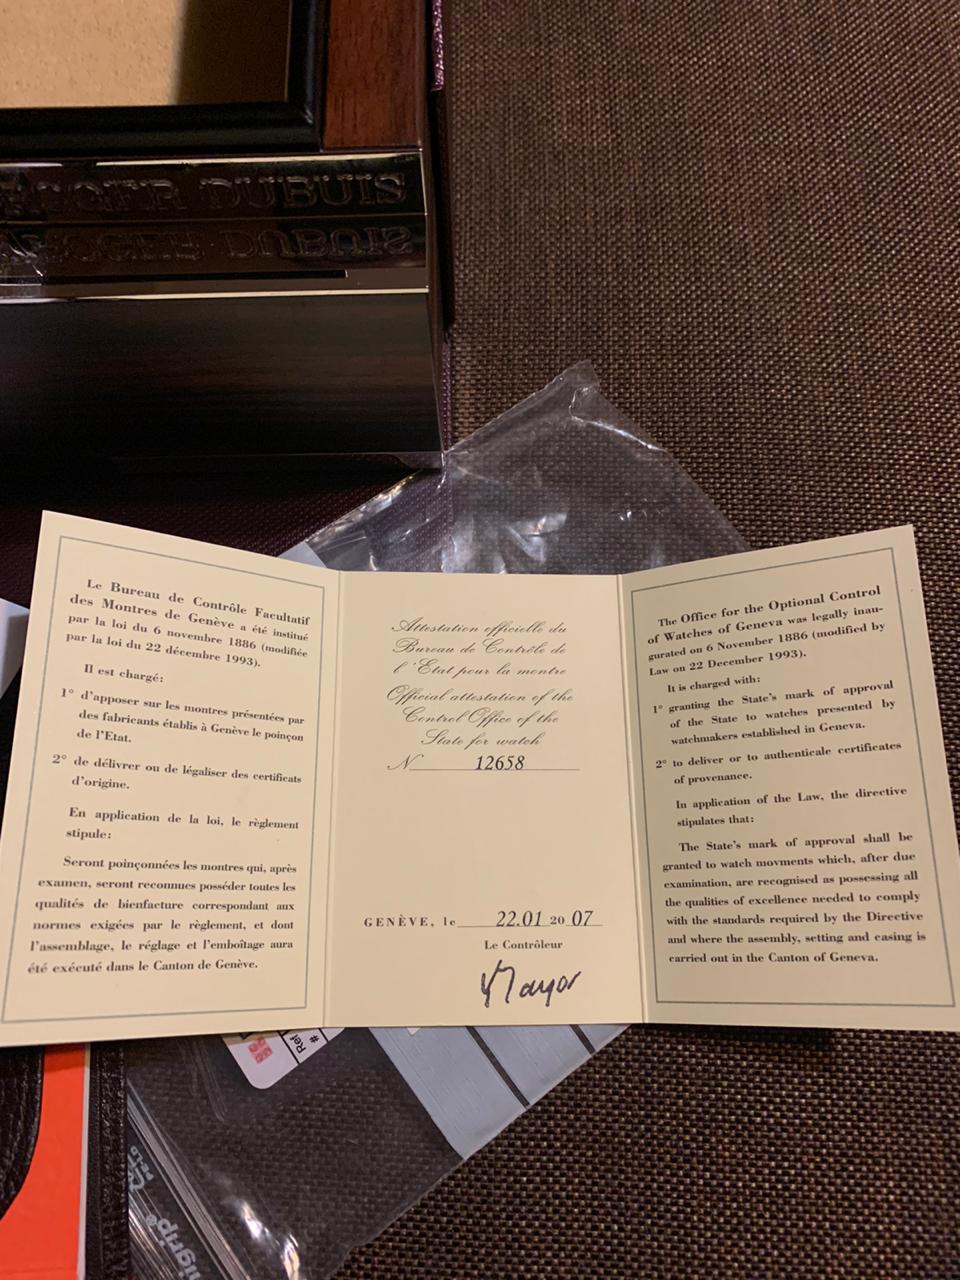 ROGER DUBUIS
Le Bureau de Contrôle Facultatif
des Montres de Genève a été institué
par la loi du 6 novembre 1886 (modifiée
par la loi du 22 décembre 1993).
Il est chargé:
1° d'apposer sur les montres présentées par
des fabricants établis à Genève le poinçon
de l'Etat.
2° de délivrer ou de légaliser des certificats
d'origine.
En application de la loi, le règlement
stipule:
Seront poinçonnées les montres qui, après
examen, seront reconnues posséder toutes les
qualités de bienfacture correspondant aux
normes exigées par le règlement, et dont
l'assemblage, le réglage et l'emboîtage aura
été exécuté dans le Canton de Genève.
Attestation officielle du
Bureau de Contrôle de
l'Etat pour la montre
Official attestation of the
Control Office of the
State for watch
N 12658
GENÈVE, le 22.01 20 07
Le Contrôleur
The Office for the Optional Control
of Watches of Geneva was legally inau-
gurated on 6 November 1886 (modified by
Law on 22 December 1993).
It is charged with:
1° granting the State's mark of approval
of the State to watches presented by
watchmakers established in Geneva.
2° to deliver or to authenticale certificates
of provenance.
In application of the Law, the directive
stipulates that:
The State's mark of approval shall be
granted to watch movments which, after due
examination, are recognised as possessing all
the qualities of excellence needed to comply
with the standards required by the Directive
and where the assembly, setting and casing is
carried out in the Canton of Geneva.
Ref
#